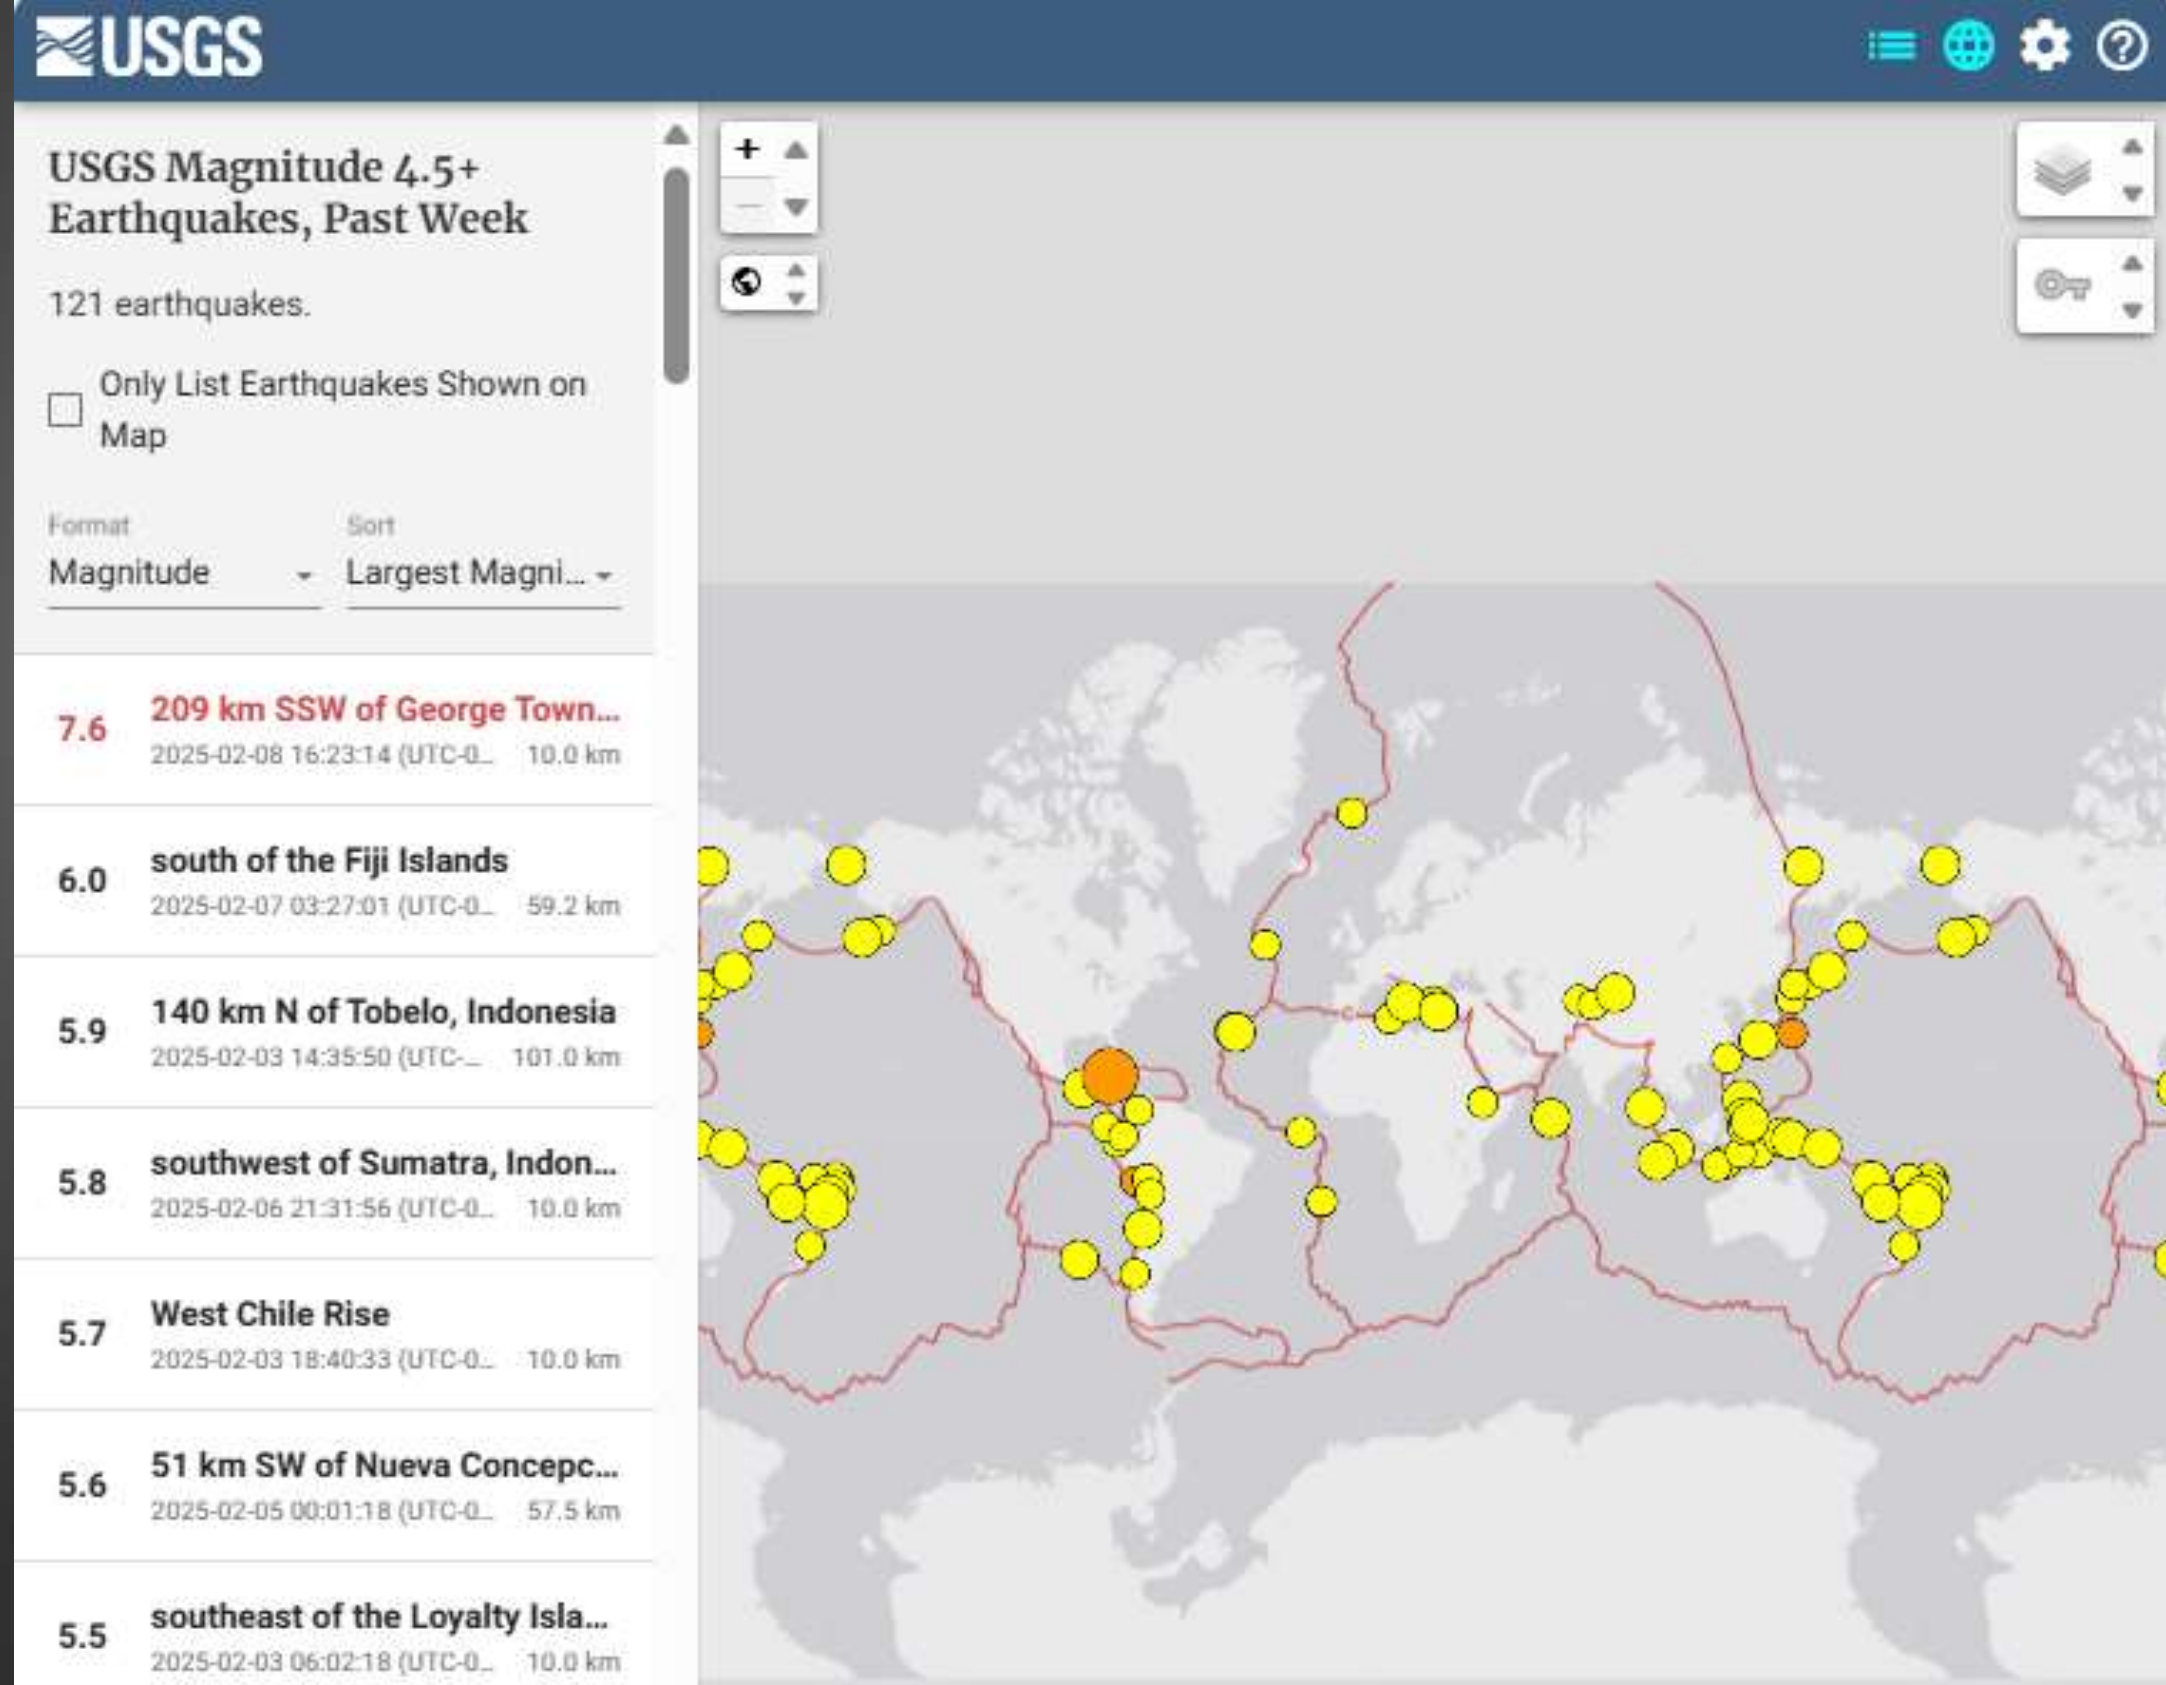 USGS
USGS Magnitude 4.5+
Earthquakes, Past Week
121 earthquakes.
Only List Earthquakes Shown on
Map
Format
Sort
Magnitude
Largest Magni...
7.6
209 km SSW of George Town...
2025-02-08 16:23:14 (UTC-0...
10.0 km
6.0
south of the Fiji Islands
2025-02-07 03:27:01 (UTC-0...
59.2 km
5.9
140 km N of Tobelo, Indonesia
2025-02-03 14:35:50 (UTC-...
101.0 km
5.8
southwest of Sumatra, Indon...
2025-02-06 21:31:56 (UTC-0...
10.0 km
5.7
West Chile Rise
2025-02-03 18:40:33 (UTC-0...
10.0 km
5.6
51 km SW of Nueva Concepc...
2025-02-05 00:01:18 (UTC-0...
57.5 km
5.5
southeast of the Loyalty Isla...
2025-02-03 06:02:18 (UTC-0...
10.0 km